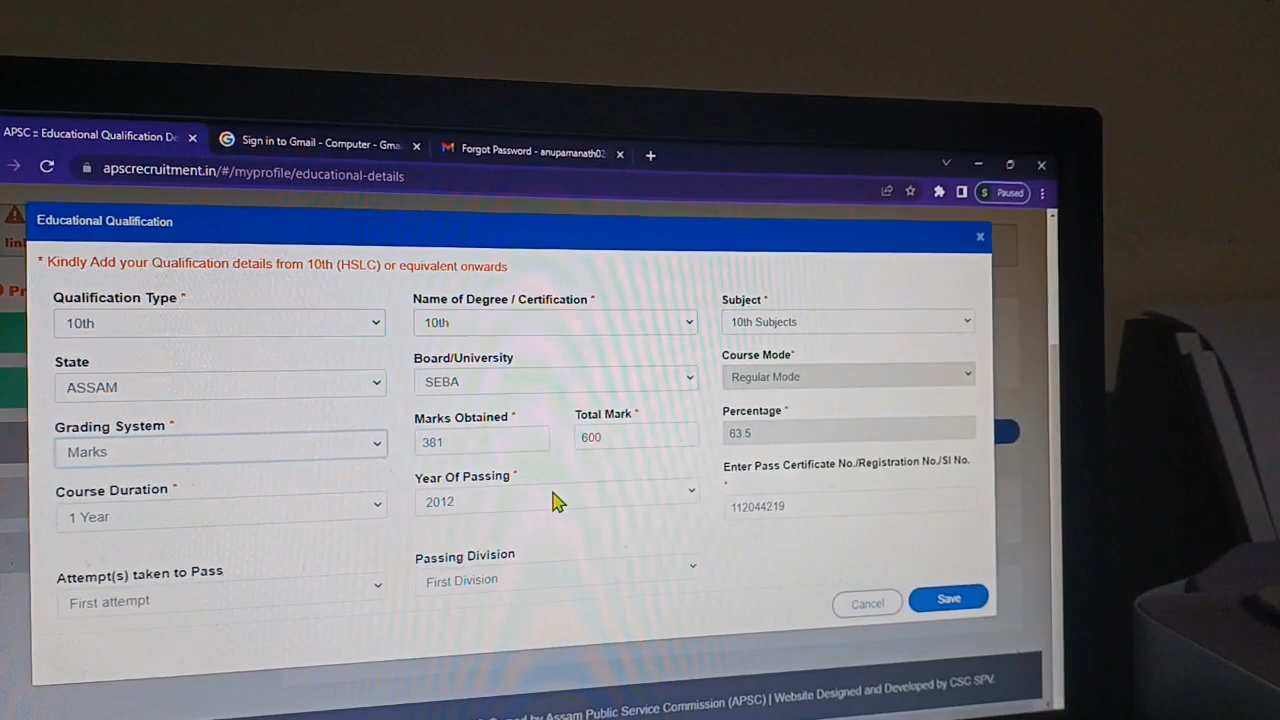 APSC :: Educational Qualification De
Sign in to Gmail - Computer - Gma
Forgot Password - anupamanath02
apscrecruitment.in/#/myprofile/educational-details
S Paused
Educational Qualification
* Kindly Add your Qualification details from 10th (HSLC) or equivalent onwards
Qualification Type *
Name of Degree / Certification *
Subject *
10th
10th
10th Subjects
State
Board/University
Course Mode*
ASSAM
SEBA
Regular Mode
Grading System *
Marks Obtained *
Total Mark *
Percentage *
Marks
381
600
63.5
Course Duration *
Year Of Passing *
Enter Pass Certificate No./Registration No./SI No.
*
1 Year
2012
112044219
Attempt(s) taken to Pass
Passing Division
First attempt
First Division
Cancel
Save
by Assam Public Service Commission (APSC) | Website Designed and Developed by CSC SPV.